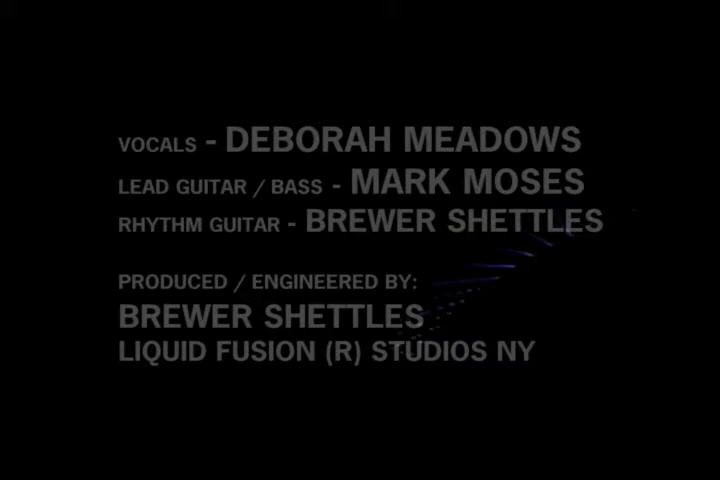 VOCALS - DEBORAH MEADOWS
LEAD GUITAR / BASS - MARK MOSES
RHYTHM GUITAR - BREWER SHETTLES
PRODUCED / ENGINEERED BY:
BREWER SHETTLES
LIQUID FUSION (R) STUDIOS NY